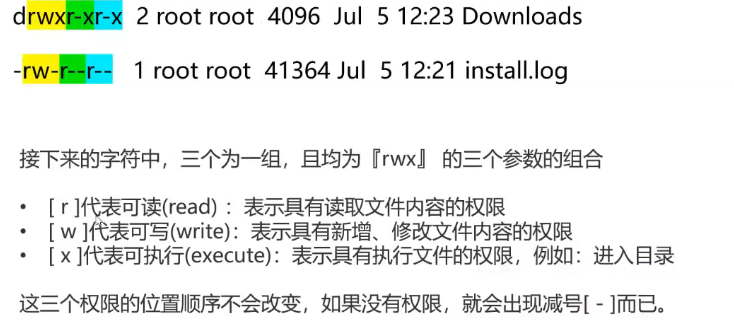 drwxr-xr-x 2 root root 4096 Jul 5 12:23 Downloads
-rw-r--r-- 1 root root 41364 Jul 5 12:21 install.log
接下来的字符中，三个为一组，且均为『rwx』 的三个参数的组合
• [ r ]代表可读(read) ：表示具有读取文件内容的权限
• [ w ]代表可写(write)：表示具有新增、修改文件内容的权限
• [ x ]代表可执行(execute)：表示具有执行文件的权限，例如：进入目录
这三个权限的位置顺序不会改变，如果没有权限，就会出现减号[ - ]而已。